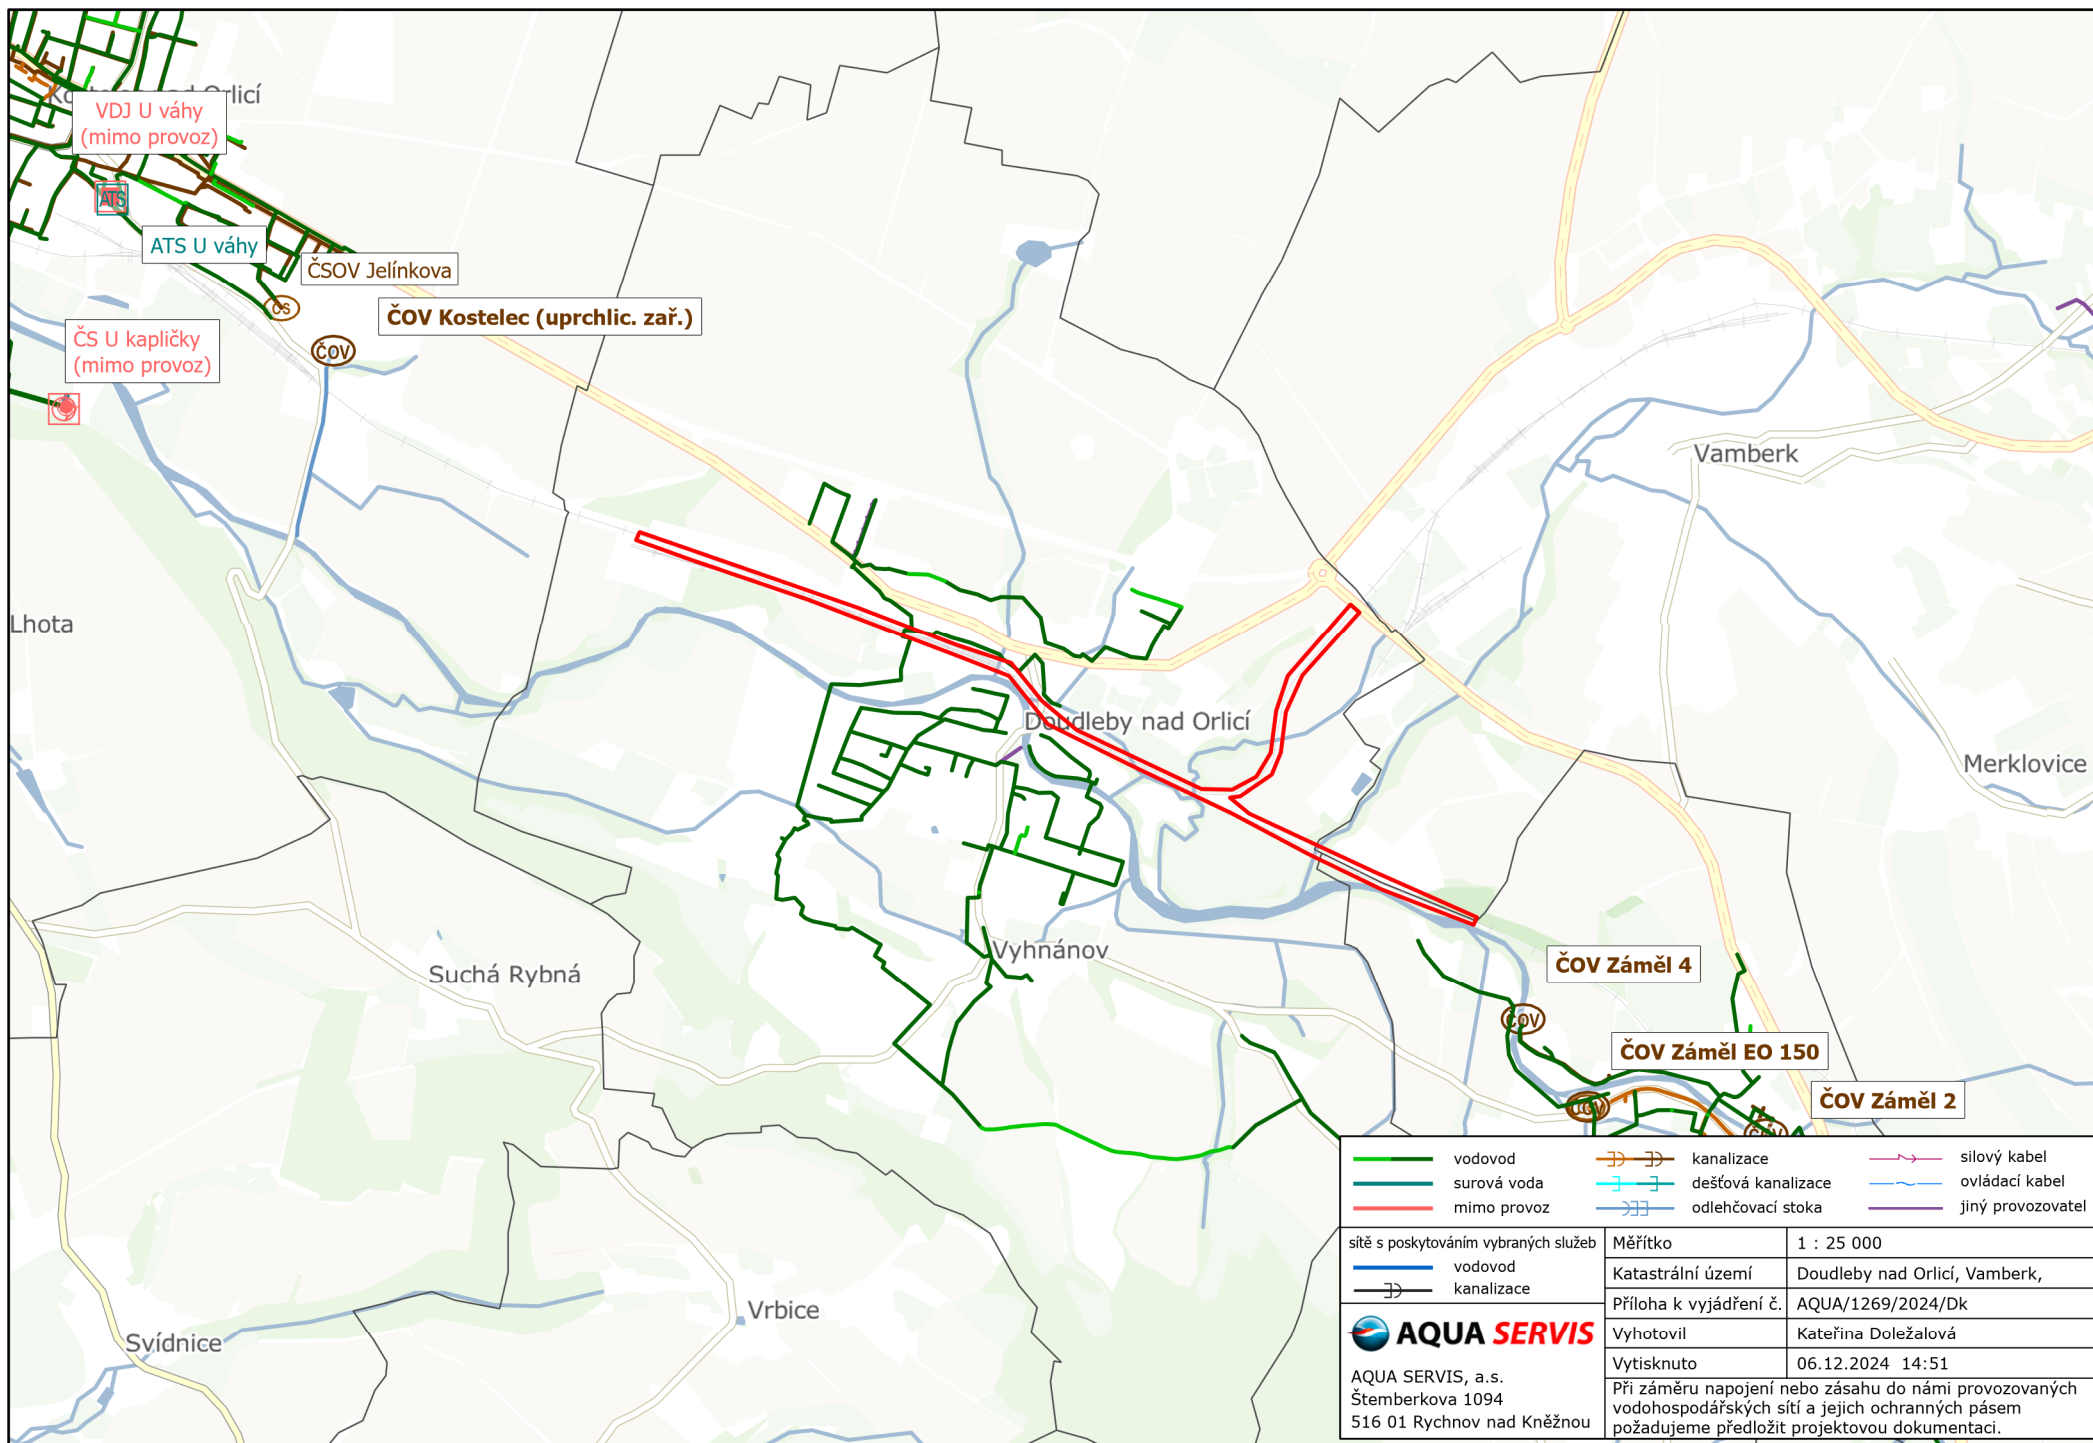 VDJ U váhy
(mimo provoz)
ATS
ATS U váhy
ČSOV Jelínkova
ČS
ČOV Kostelec (uprchlic. zař.)
ČOV
ČS U kapličky
(mimo provoz)
Vamberk
Lhota
Doudleby nad Orlicí
Merklovice
Vyhnánov
Suchá Rybná
ČOV Záměl 4
ČOV
ČOV Záměl EO 150
ČOV Záměl 2
ČOV
ČOV
Vrbice
Svídnice
vodovod
kanalizace
silový kabel
surová voda
dešťová kanalizace
ovládací kabel
mimo provoz
odlehčovací stoka
jiný provozovatel
sítě s poskytováním vybraných služeb
vodovod
kanalizace
Měřítko 1 : 25 000
Katastrální území Doudleby nad Orlicí, Vamberk,
Příloha k vyjádření č. AQUA/1269/2024/Dk
Vyhotovil Kateřina Doležalová
Vytisknuto 06.12.2024 14:51
AQUA SERVIS
AQUA SERVIS, a.s.
Štemberkova 1094
516 01 Rychnov nad Kněžnou
Při záměru napojení nebo zásahu do námi provozovaných
vodohospodářských sítí a jejich ochranných pásem
požadujeme předložit projektovou dokumentaci.